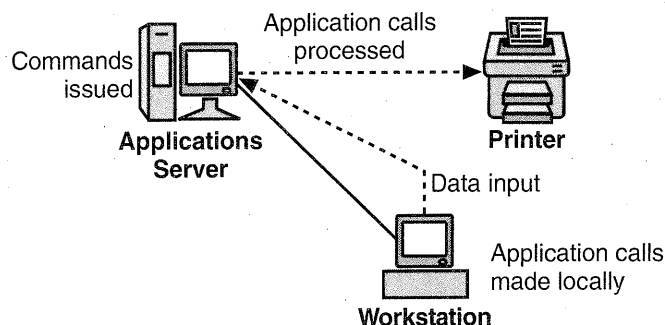 Application calls
processed
Commands
issued
Applications
Server
Printer
Data input
Application calls
made locally
Workstation